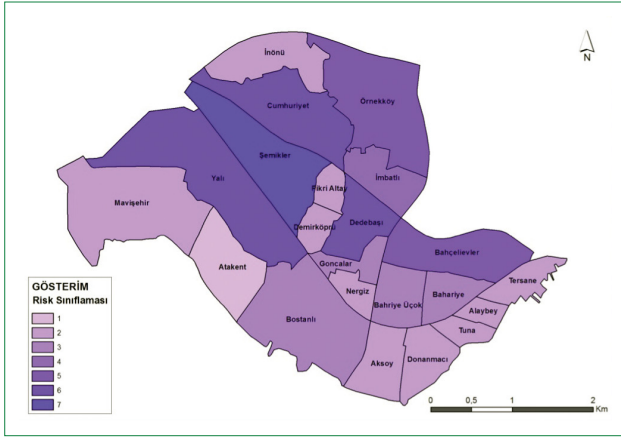 İnönü
N
Örnekköy
Cumhuriyet
Şemikler
İmbatlı
Yalı
Fikri Altay
Mavişehir
Dedebaşı
Demirköprü
Bahçelievler
Goncalar
Atakent
Tersane
Nergiz
Bahariye
Bahriye Üçok
Alaybey
Bostanlı
Tuna
Aksoy
Donanmacı
GÖSTERİM
Risk Sınıflaması
1
2
3
4
5
6
7
0 0,5 1 2
Km